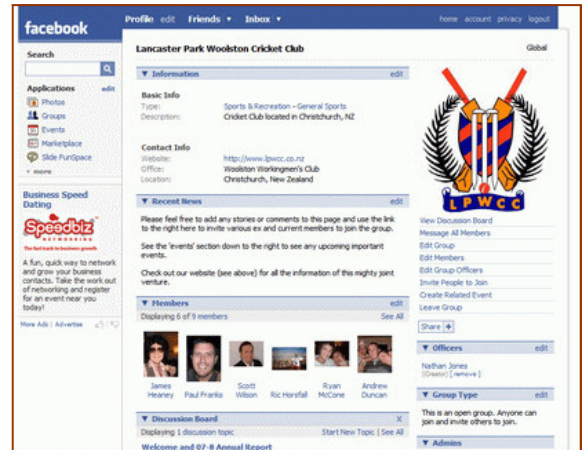 facebook
Profile edit Friends ▼ Inbox ▼
home account privacy logout
Search
Applications edit
Photos
Groups
Events
Marketplace
Slide FunSpace
▼ more
Business Speed
Dating
Speedbiz
NETWORKING
The fast track to business growth
A fun, quick way to network
and grow your business
contacts. Take the work out
of networking and register
for an event near you
today!
More Ads | Advertise
Lancaster Park Woolston Cricket Club
Global
▼ Information edit
Basic Info
Type: Sports & Recreation - General Sports
Description: Cricket Club located in Christchurch, NZ
Contact Info
Website: http://www.lpwcc.co.nz
Office: Woolston Workingmen's Club
Location: Christchurch, New Zealand
▼ Recent News edit
Please feel free to add any stories or comments to this page and use the link
to the right here to invite various ex and current members to join the group.
See the 'events' section down to the right to see any upcoming important
events.
Check out our website (see above) for all the information of this mighty joint
venture.
▼ Members edit
Displaying 6 of 9 members See All
James
Heaney
Paul Franks
Scott
Wilson
Ric Horsfall
Ryan
McCone
Andrew
Duncan
▼ Discussion Board X
Displaying 1 discussion topic Start New Topic | See All
Welcome and 07-8 Annual Report
LPWCC
View Discussion Board
Message All Members
Edit Group
Edit Members
Edit Group Officers
Invite People to Join
Create Related Event
Leave Group
Share +
▼ Officers edit
Nathan Jones
(Creator) [ remove ]
▼ Group Type edit
This is an open group. Anyone can
join and invite others to join.
▼ Admins